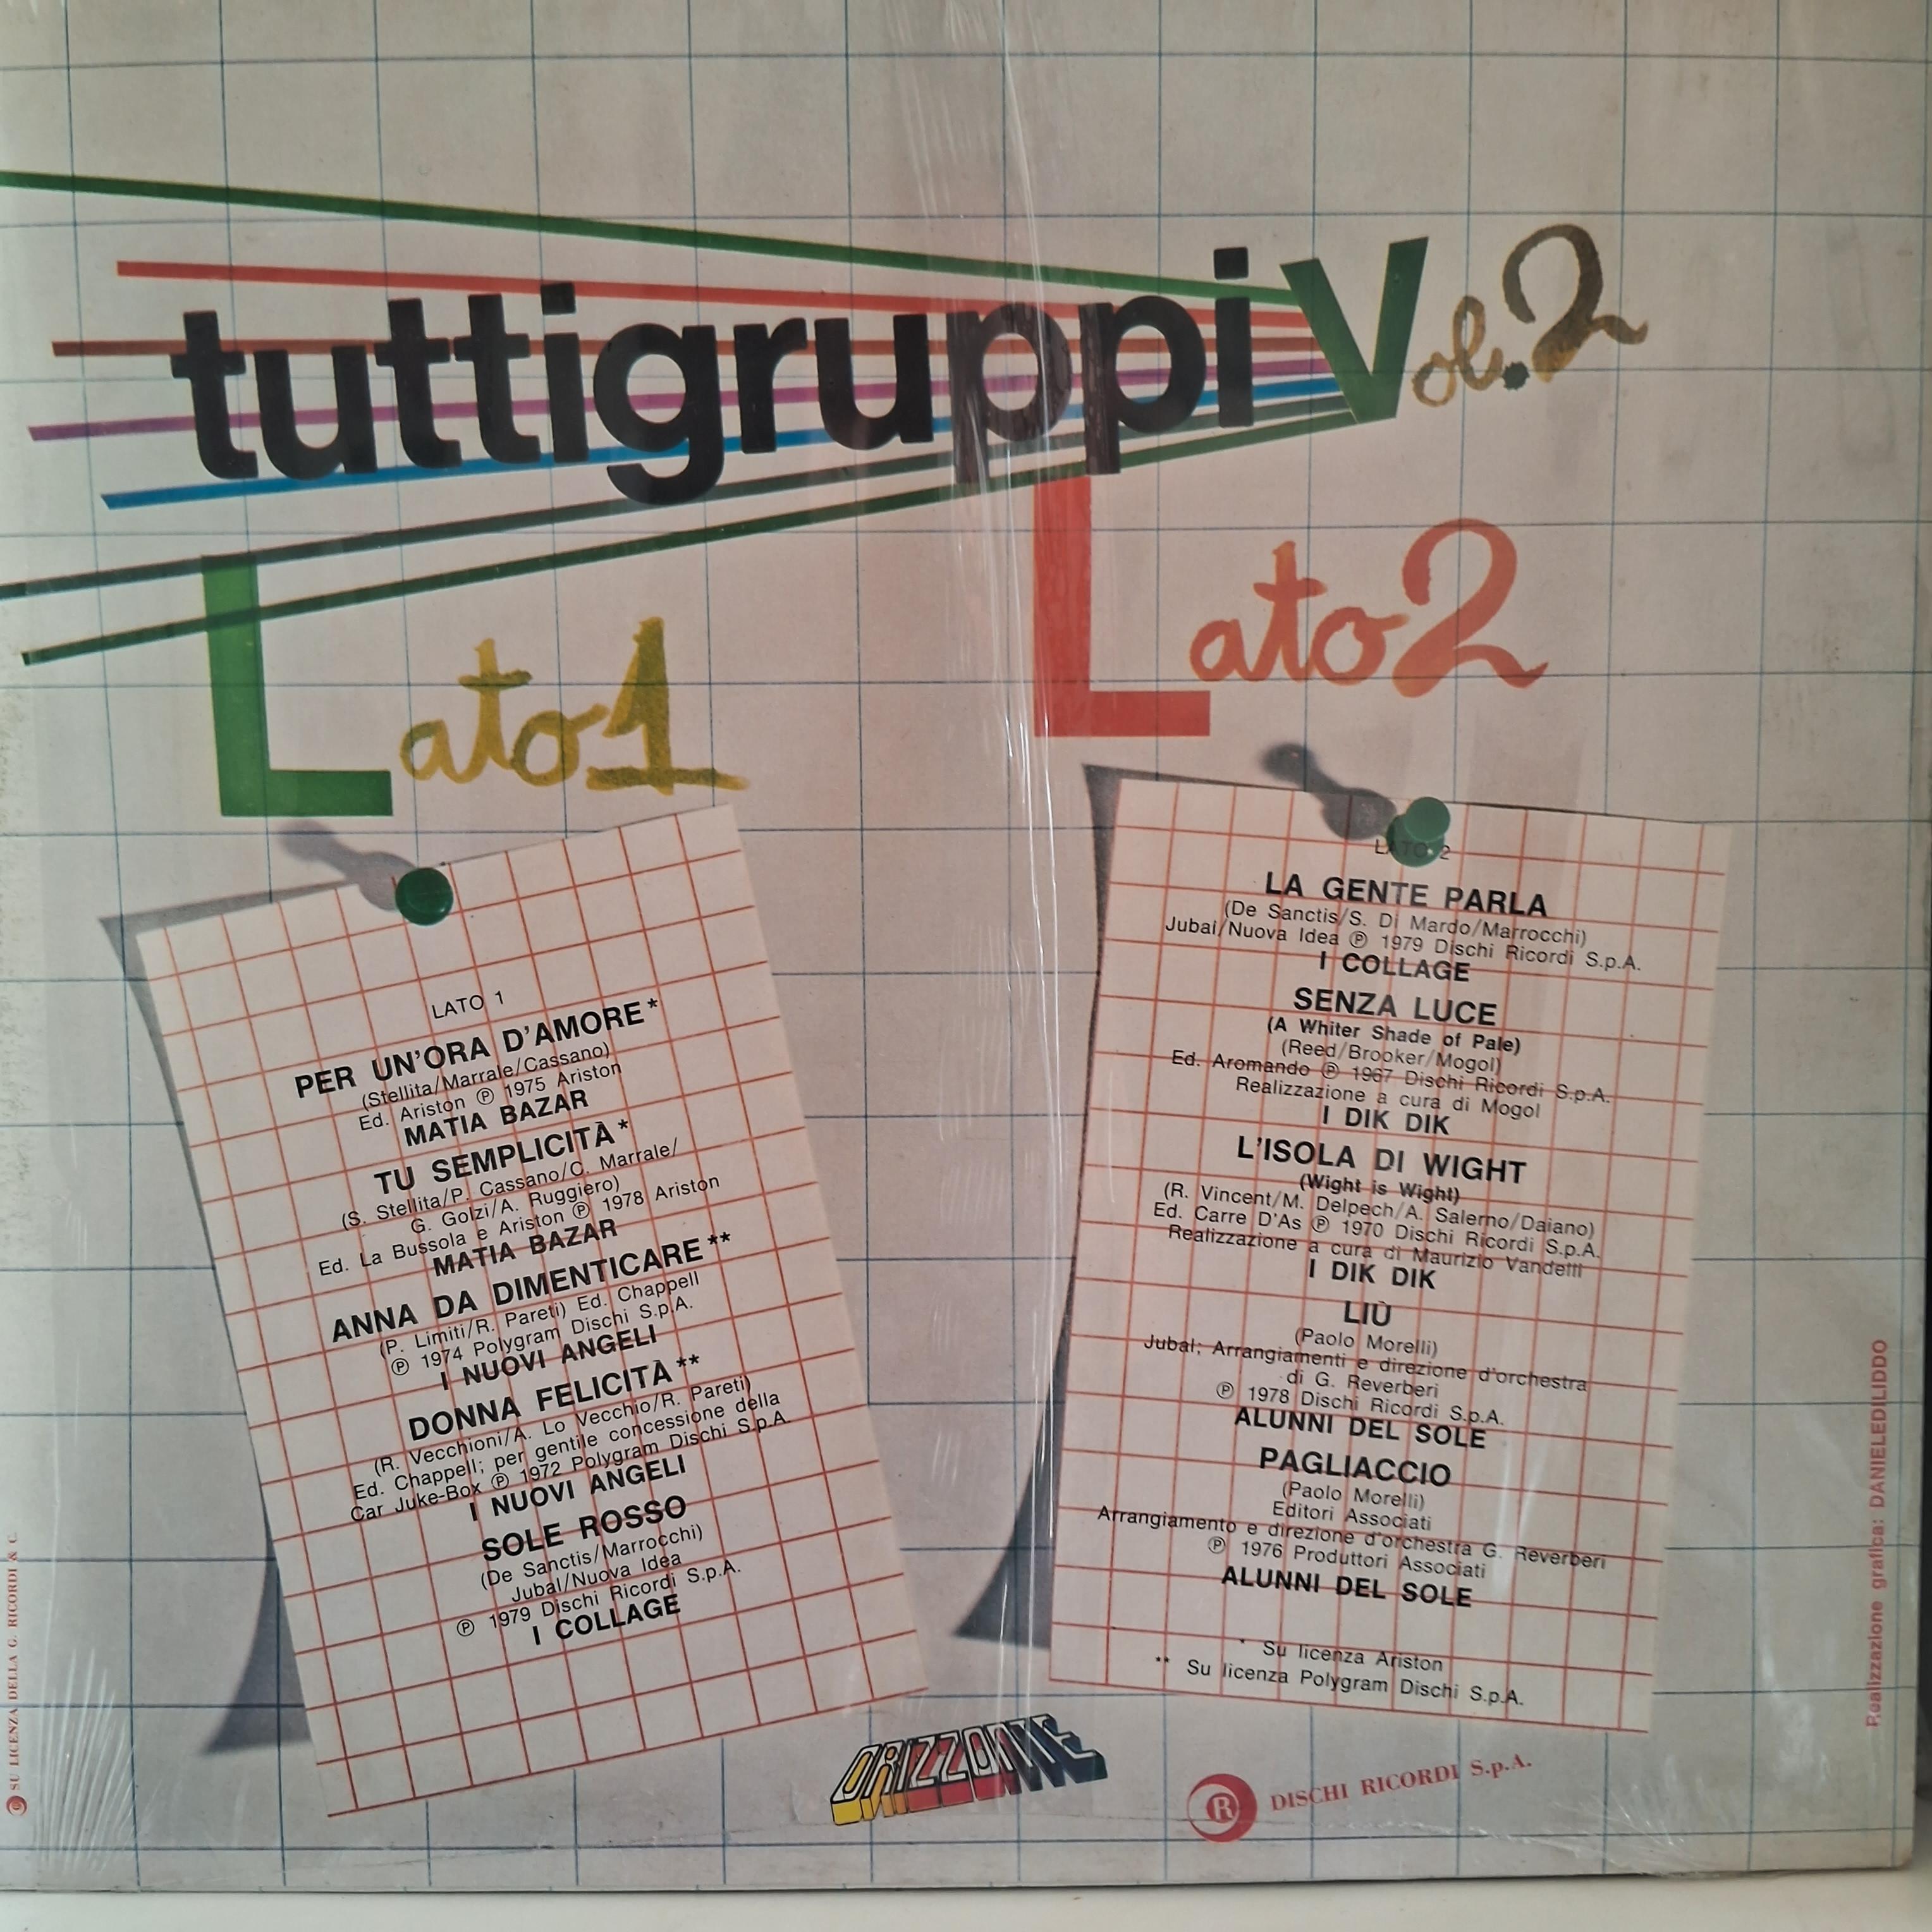 tuttigruppi Vol. 2
Lato 1
LATO 1
PER UN'ORA D'AMORE*
(Stellita/Marrale/Cassano)
Ed. Ariston Ⓟ 1975 Ariston
MATIA BAZAR
TU SEMPLICITÀ*
(S. Stellita/P. Cassano/C. Marrale/
G. Golzi/A. Ruggiero)
Ed. La Bussola e Ariston Ⓟ 1978 Ariston
MATIA BAZAR
ANNA DA DIMENTICARE**
(P. Limiti/R. Pareti) Ed. Chappell
Ⓟ 1974 Polygram Dischi S.p.A.
I NUOVI ANGELI
DONNA FELICITÀ**
(R. Vecchioni/A. Lo Vecchio/R. Pareti)
Ed. Chappell; per gentile concessione della
Car Juke-Box Ⓟ 1972 Polygram Dischi S.p.A.
I NUOVI ANGELI
SOLE ROSSO
(De Sanctis/Marrocchi)
Jubal/Nuova Idea
Ⓟ 1979 Dischi Ricordi S.p.A.
I COLLAGE
Lato 2
LATO 2
LA GENTE PARLA
(De Sanctis/S. Di Mardo/Marrocchi)
Jubal/Nuova Idea Ⓟ 1979 Dischi Ricordi S.p.A.
I COLLAGE
SENZA LUCE
(A Whiter Shade of Pale)
(Reed/Brooker/Mogol)
Ed. Aromando Ⓟ 1967 Dischi Ricordi S.p.A.
Realizzazione a cura di Mogol
I DIK DIK
L'ISOLA DI WIGHT
(Wight is Wight)
(R. Vincent/M. Delpech/A. Salerno/Daiano)
Ed. Carre D'As Ⓟ 1970 Dischi Ricordi S.p.A.
Realizzazione a cura di Maurizio Vandelli
I DIK DIK
LIÙ
(Paolo Morelli)
Jubal; Arrangiamenti e direzione d'orchestra
di G. Reverberi
Ⓟ 1978 Dischi Ricordi S.p.A.
ALUNNI DEL SOLE
PAGLIACCIO
(Paolo Morelli)
Editori Associati
Arrangiamento e direzione d'orchestra G. Reverberi
Ⓟ 1976 Produttori Associati
ALUNNI DEL SOLE
* Su licenza Ariston
** Su licenza Polygram Dischi S.p.A.
ORIZZONTE
R DISCHI RICORDI S.p.A.
Realizzazione grafica: DANIELEDILIDDO
© SU LICENZA DELLA G. RICORDI & C.